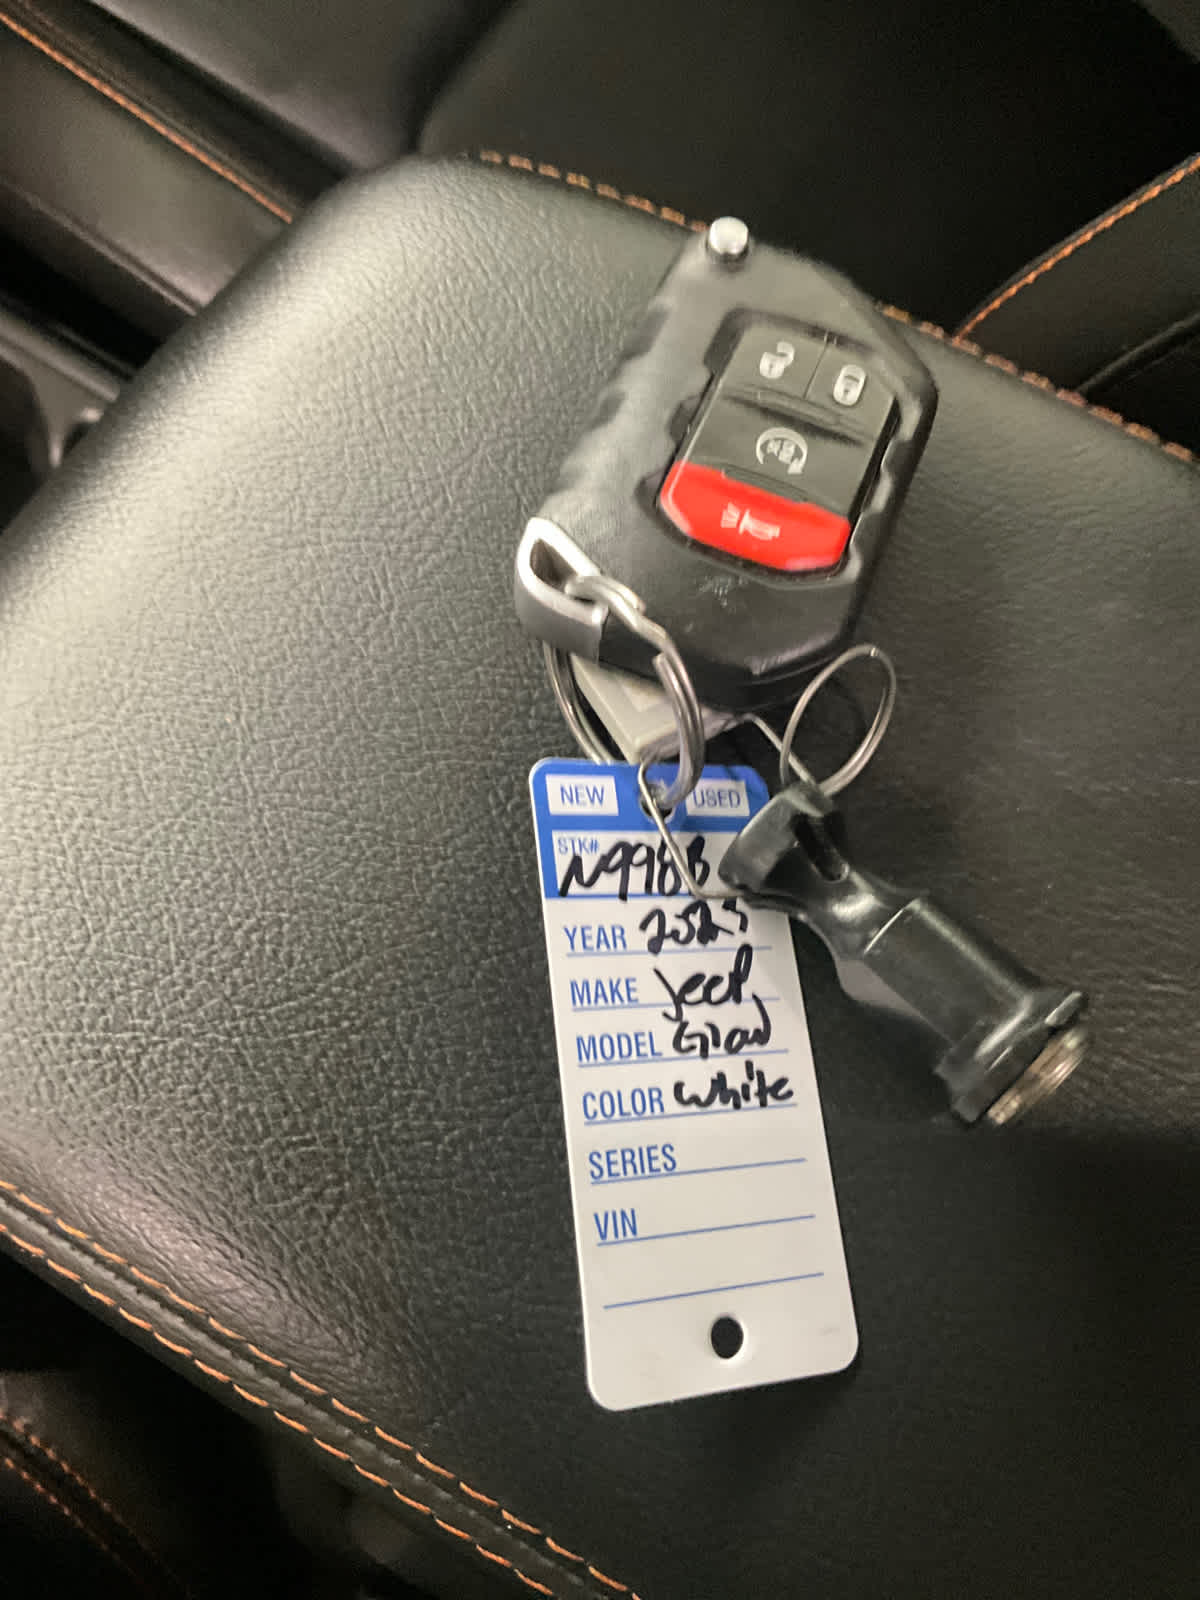 NEW USED
STK#
N998B
YEAR 2023
MAKE Jeep
MODEL Glad
COLOR white
SERIES
VIN